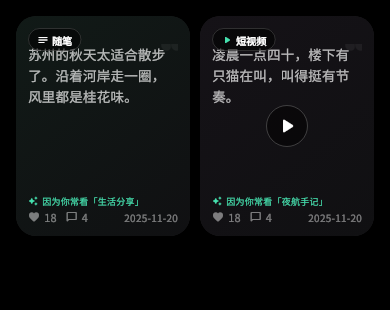 随笔
苏州的秋天太适合散步
了。沿着河岸走一圈，
风里都是桂花味。
因为你常看「生活分享」
18 4 2025-11-20
短视频
凌晨一点四十，楼下有
只猫在叫，叫得挺有节
奏。
因为你常看「夜航手记」
18 4 2025-11-20